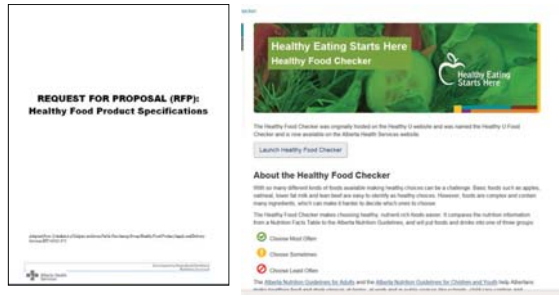 REQUEST FOR PROPOSAL (RFP):
Healthy Food Product Specifications
Alberta Health
Services
Healthy Eating Starts Here
Healthy Food Checker
Healthy Eating
Starts Here
The Healthy Food Checker was originally hosted on the Healthy U website and was named the Healthy U Food
Checker and is now available on the Alberta Health Services website.
Launch Healthy Food Checker
About the Healthy Food Checker
With so many different kinds of foods available making healthy choices can be a challenge. Basic foods such as apples,
oatmeal, lower fat milk and lean beef are easy to identify as healthy choices. However, foods are complex and contain
many ingredients, which can make it harder to decide which ones to choose
The Healthy Food Checker makes choosing healthy, nutrient rich foods easier. It compares the nutrition information
from a Nutrition Facts Table to the Alberta Nutrition Guidelines, and will put foods and drinks into one of three groups
Choose Most Often
Choose Sometimes
Choose Least Often
The Alberta Nutrition Guidelines for Adults and the Alberta Nutrition Guidelines for Children and Youth help Albertans